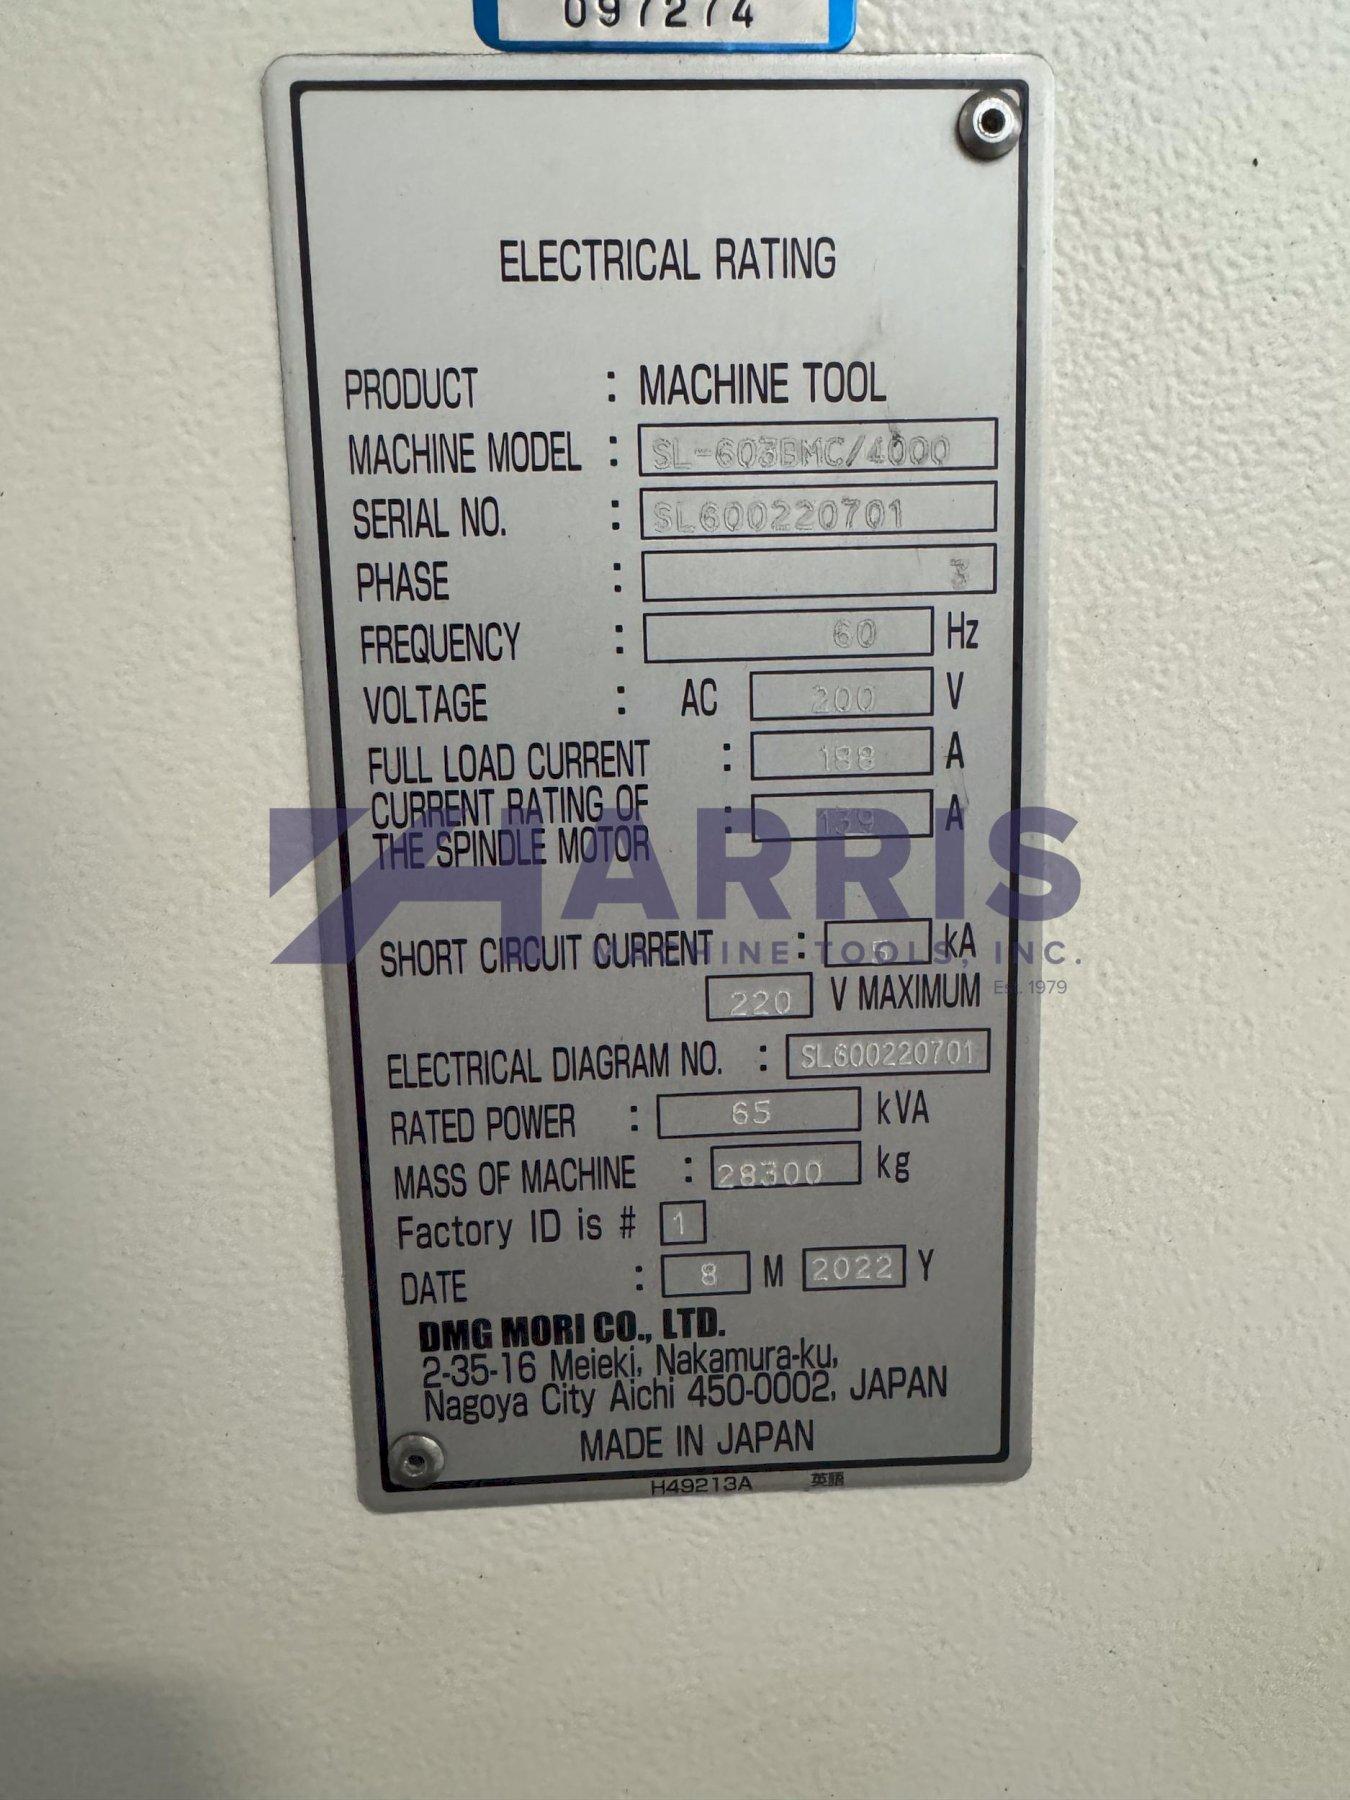 097274
ELECTRICAL RATING
PRODUCT : MACHINE TOOL
MACHINE MODEL : SL-603BMC/4000
SERIAL NO. : SL600220701
PHASE : 3
FREQUENCY : 60 Hz
VOLTAGE : AC 200 V
FULL LOAD CURRENT : 188 A
CURRENT RATING OF
THE SPINDLE MOTOR : 139 A
HARRIS
MACHINE TOOLS, INC.
Est. 1979
SHORT CIRCUIT CURRENT : 5 kA
220 V MAXIMUM
ELECTRICAL DIAGRAM NO. : SL600220701
RATED POWER : 65 kVA
MASS OF MACHINE : 28300 kg
Factory ID is # 1
DATE : 8 M 2022 Y
DMG MORI CO., LTD.
2-35-16 Meieki, Nakamura-ku,
Nagoya City Aichi 450-0002, JAPAN
MADE IN JAPAN
H49213A 英語